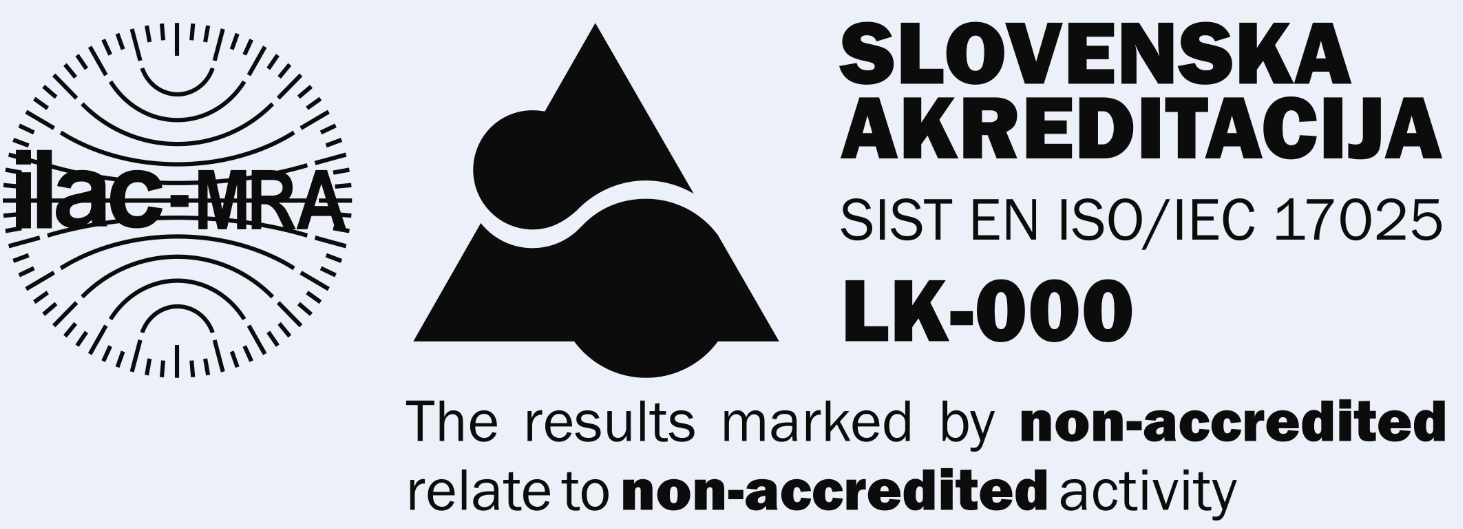 ilac-MRA
SLOVENSKA
AKREDITACIJA
SIST EN ISO/IEC 17025
LK-000
The results marked by non-accredited
relate to non-accredited activity